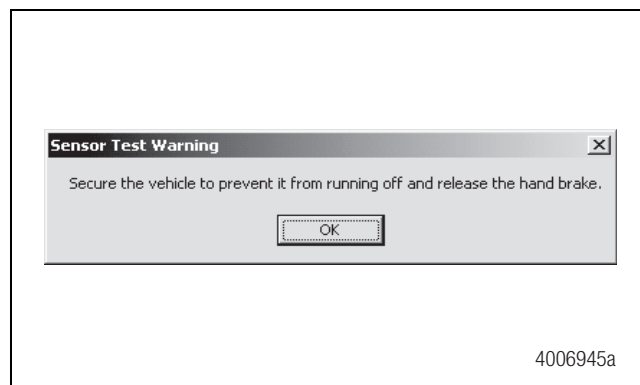 Sensor Test Warning
Secure the vehicle to prevent it from running off and release the hand brake.
OK
4006945a